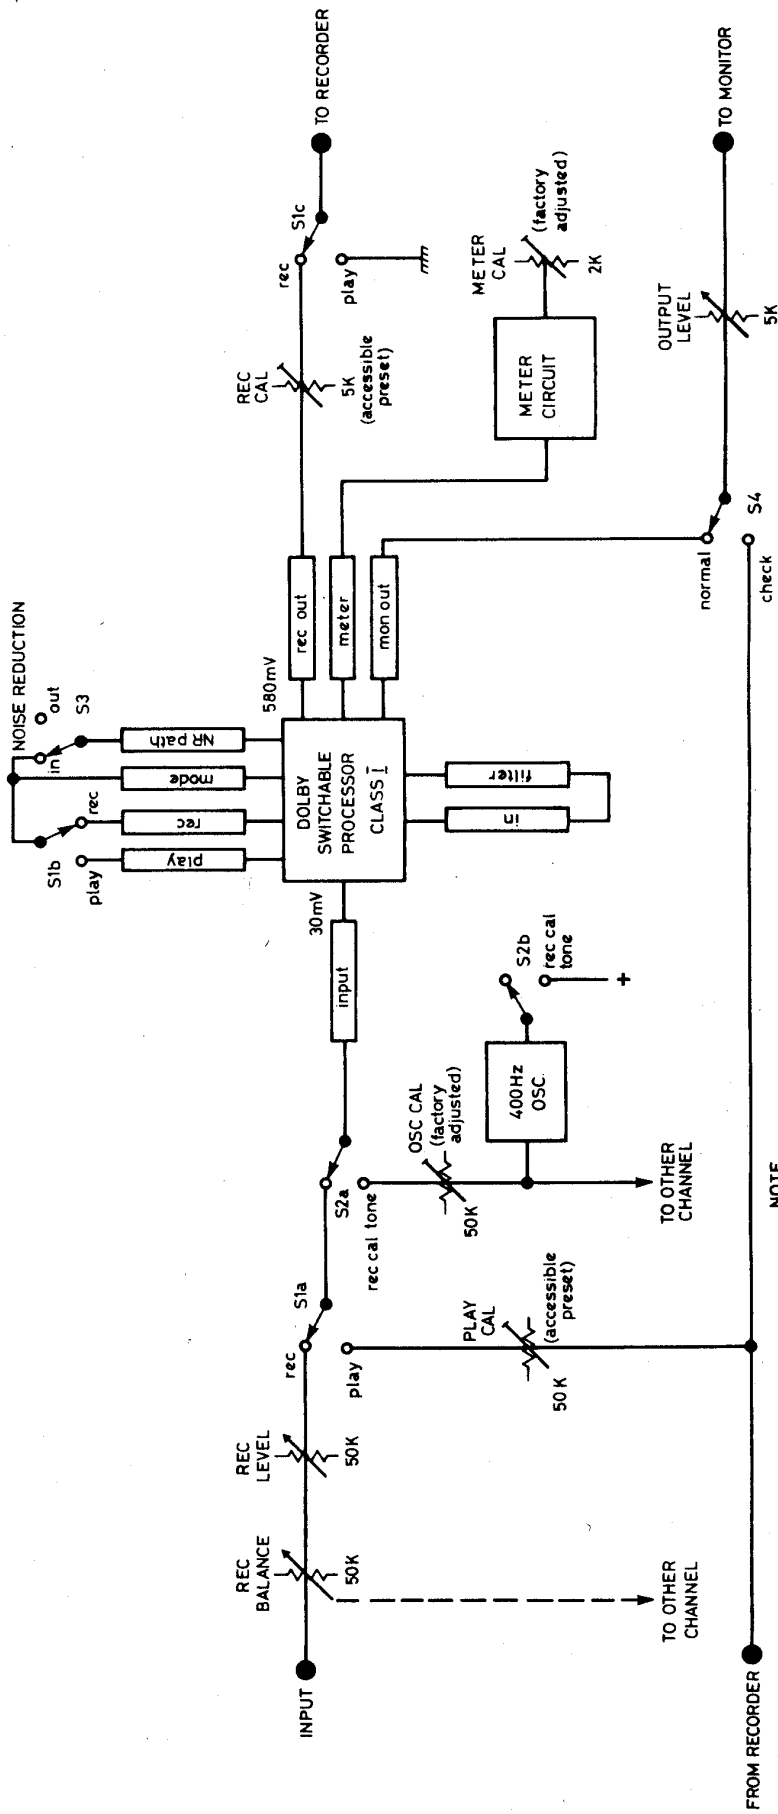 INPUT
REC
BALANCE
50K
TO OTHER
CHANNEL
REC
LEVEL
50K
rec
S1a
play
PLAY
CAL
50K
(accessible
preset)
S2a
rec cal tone
OSC CAL
(factory
adjusted)
50K
TO OTHER
CHANNEL
400Hz
OSC.
S2b
rec cal
tone
+
input
30mV
DOLBY
SWITCHABLE
PROCESSOR
CLASS I
S1b
play
rec
play
rec
mode
NR path
NOISE REDUCTION
in
out
S3
in
filter
580mV
rec out
meter
mon out
REC
CAL
5K
(accessible
preset)
rec
S1c
play
TO RECORDER
METER
CIRCUIT
METER
CAL
(factory
adjusted)
2K
normal
S4
check
OUTPUT
LEVEL
5K
TO MONITOR
FROM RECORDER
NOTE